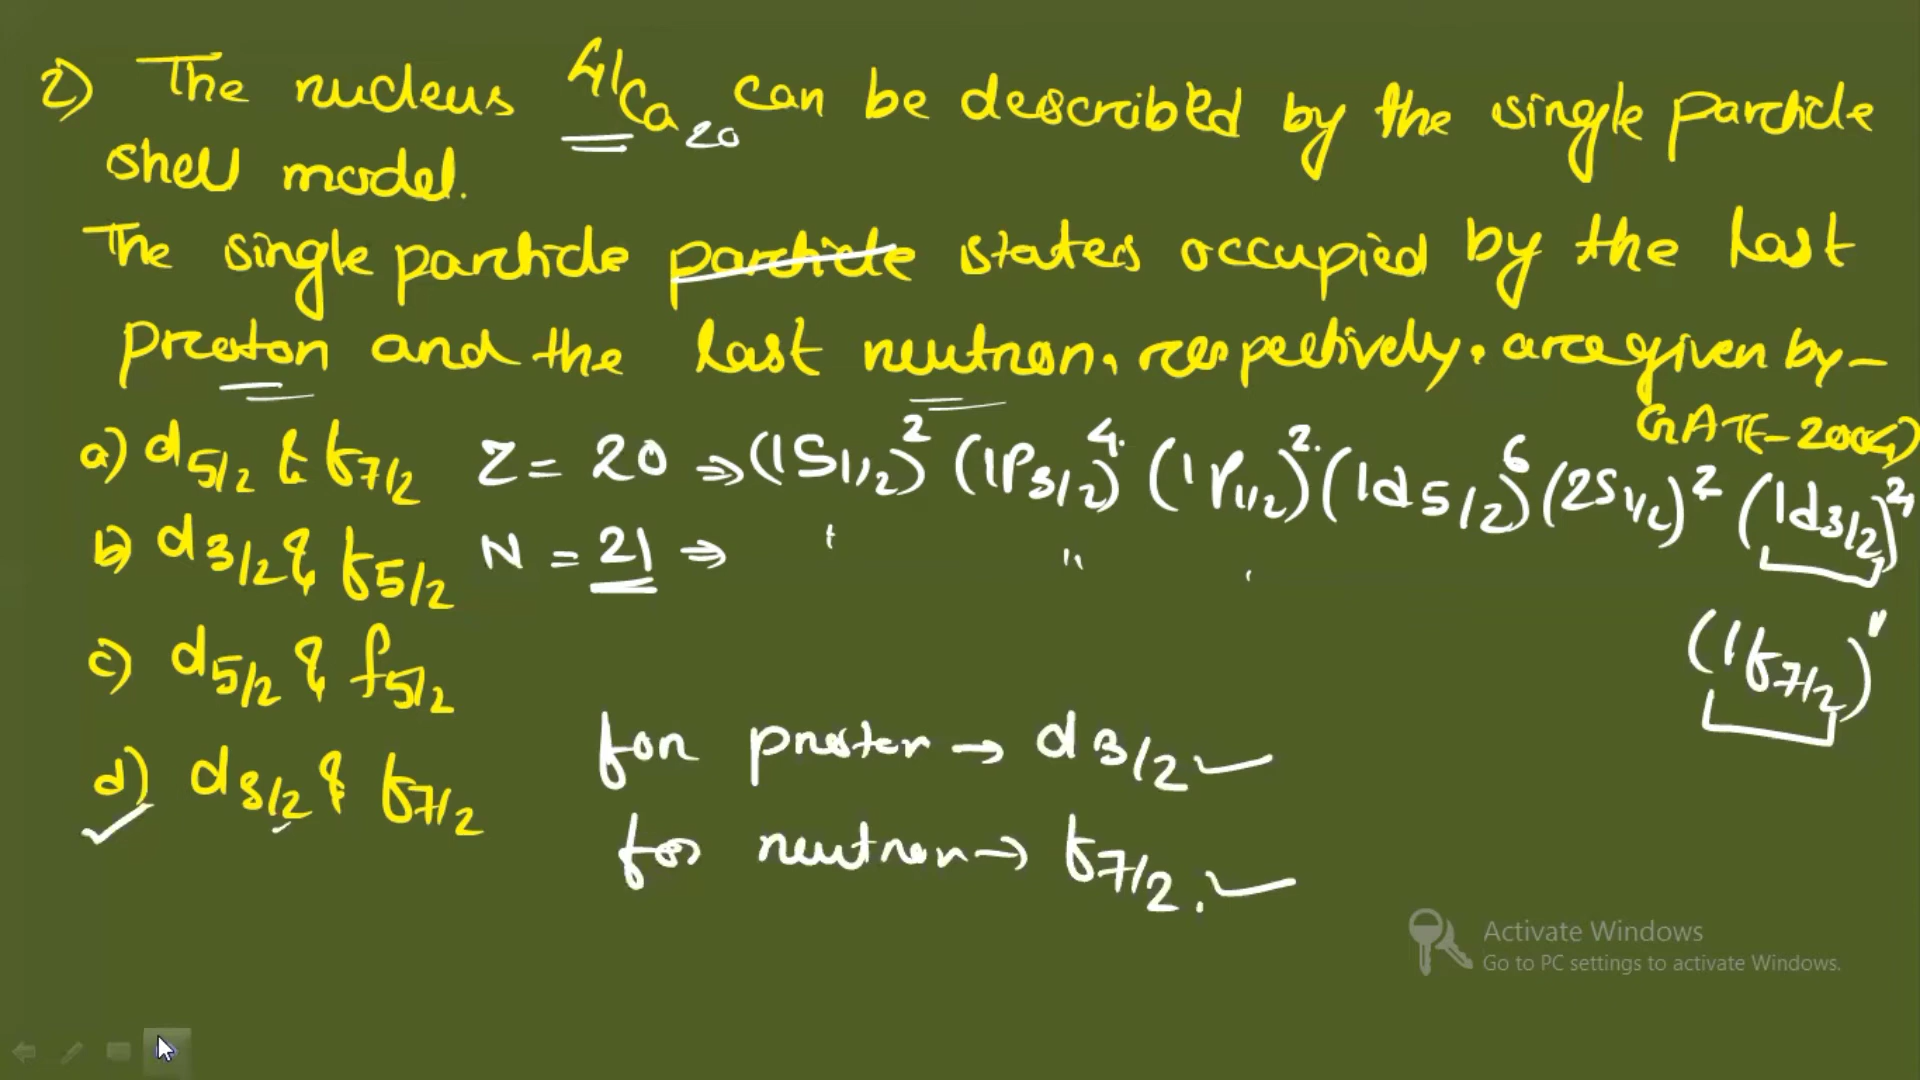 2) The nucleus ⁴¹Ca₂₀ can be described by the single particle
shell model.
The single particle particle states occupied by the last
proton and the last neutron, respectively, are given by—
GATE-2004)
a) d5/2 & f7/2
b) d3/2 & f5/2
c) d5/2 & f5/2
d) d3/2 & f7/2
Z = 20 ⇒ (1S1/2)² (1P3/2)⁴ (1P1/2)² (1d5/2)⁶ (2S1/2)² (1d3/2)⁴
N = 21 ⇒ " " "
(1f7/2)¹
for proton → d3/2 ✓
for neutron → f7/2. ✓
Activate Windows
Go to PC settings to activate Windows.